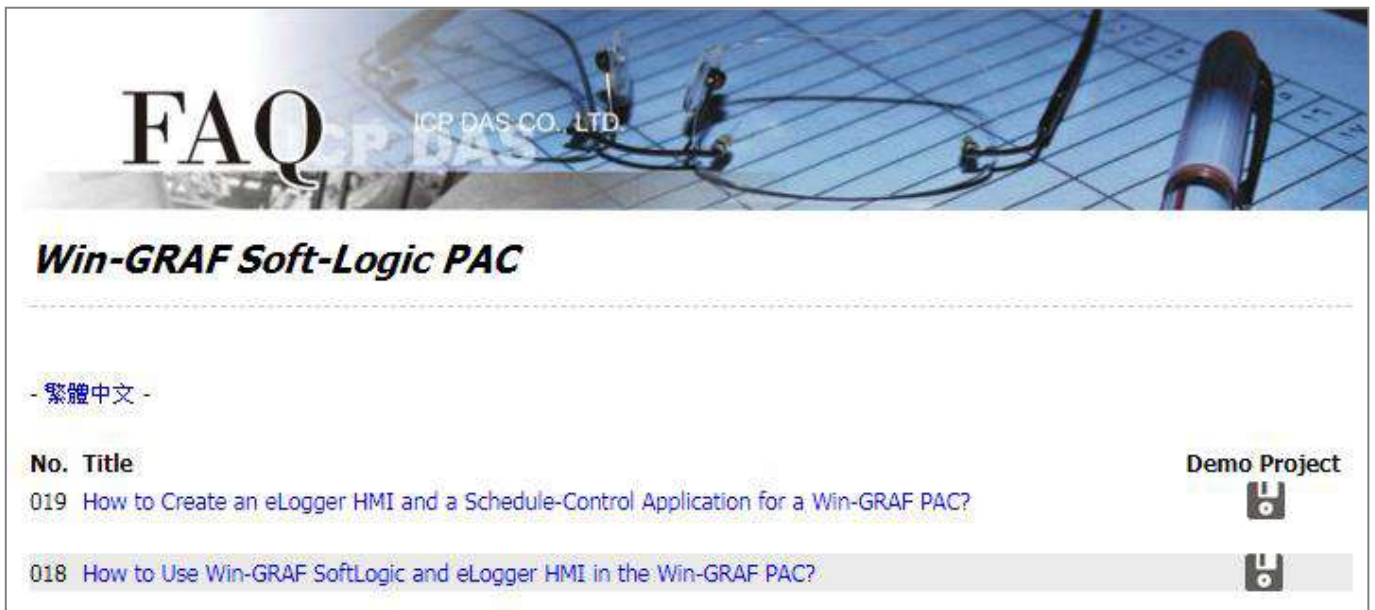 FAQ
ICP DAS CO., LTD.
ICP DAS
Win-GRAF Soft-Logic PAC
- 繁體中文 -
No. Title Demo Project
019 How to Create an eLogger HMI and a Schedule-Control Application for a Win-GRAF PAC?
018 How to Use Win-GRAF SoftLogic and eLogger HMI in the Win-GRAF PAC?